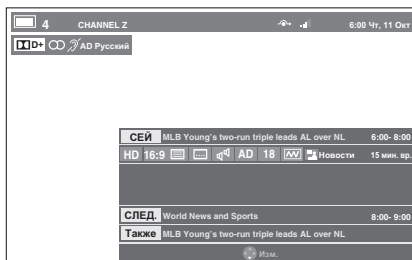 4 CHANNEL Z 6:00 Чт, 11 Окт
D+ AD Русский
СЕЙ MLB Young's two-run triple leads AL over NL 6:00- 8:00
HD 16:9 AD 18 Новости 15 мин. вр.
СЛЕД. World News and Sports 8:00- 9:00
Также MLB Young's two-run triple leads AL over NL
Изм.